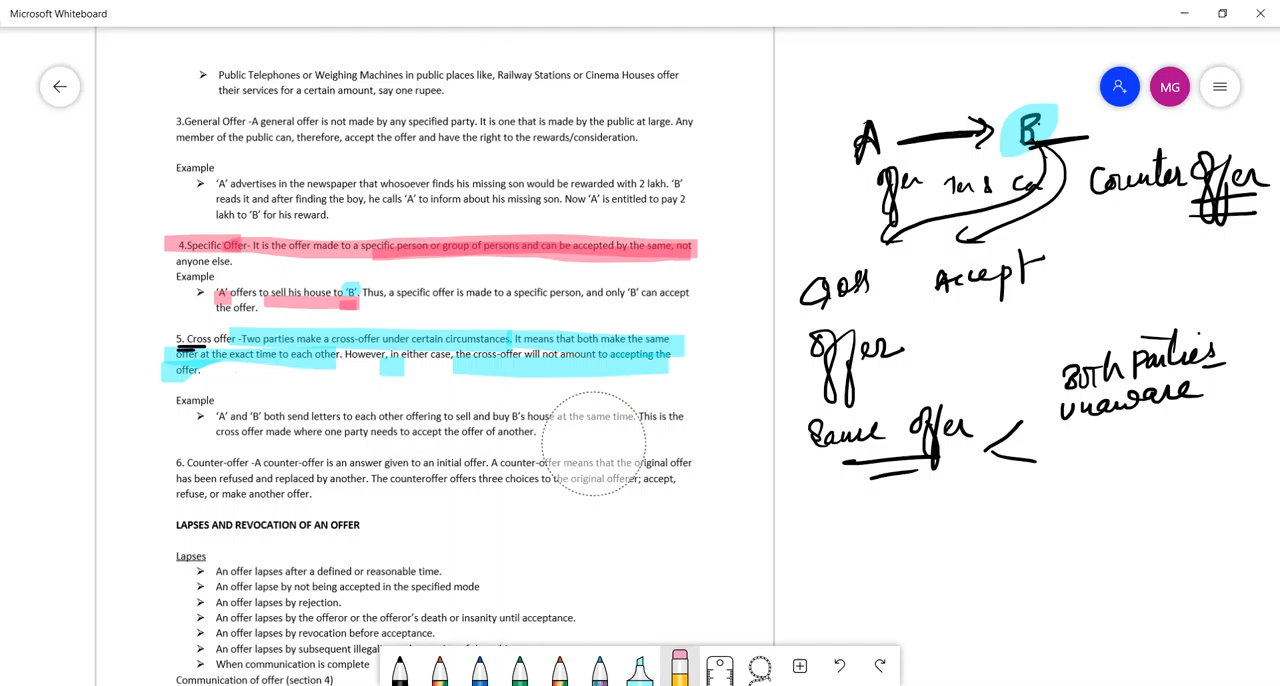 Microsoft Whiteboard
➤ Public Telephones or Weighing Machines in public places like, Railway Stations or Cinema Houses offer
their services for a certain amount, say one rupee.
3.General Offer -A general offer is not made by any specified party. It is one that is made by the public at large. Any
member of the public can, therefore, accept the offer and have the right to the rewards/consideration.
Example
➤ ‘A’ advertises in the newspaper that whosoever finds his missing son would be rewarded with 2 lakh. ‘B’
reads it and after finding the boy, he calls ‘A’ to inform about his missing son. Now ‘A’ is entitled to pay 2
lakh to ‘B’ for his reward.
4.Specific Offer- It is the offer made to a specific person or group of persons and can be accepted by the same, not
anyone else.
Example
➤ ‘A’ offers to sell his house to ‘B’. Thus, a specific offer is made to a specific person, and only ‘B’ can accept
the offer.
5. Cross offer -Two parties make a cross-offer under certain circumstances. It means that both make the same
offer at the exact time to each other. However, in either case, the cross-offer will not amount to accepting the
offer.
Example
➤ ‘A’ and ‘B’ both send letters to each other offering to sell and buy B’s house at the same time. This is the
cross offer made where one party needs to accept the offer of another.
6. Counter-offer -A counter-offer is an answer given to an initial offer. A counter-offer means that the original offer
has been refused and replaced by another. The counteroffer offers three choices to the original offerer; accept,
refuse, or make another offer.
LAPSES AND REVOCATION OF AN OFFER
Lapses
➤ An offer lapses after a defined or reasonable time.
➤ An offer lapse by not being accepted in the specified mode
➤ An offer lapses by rejection.
➤ An offer lapses by the offeror or the offeror’s death or insanity until acceptance.
➤ An offer lapses by revocation before acceptance.
➤ An offer lapses by subsequent
➤ When communication is complete
Communication of offer (section 4)
MG
A B
offer Counter offer
Accept
Cross
offer
Same offer
Both Parties
unaware